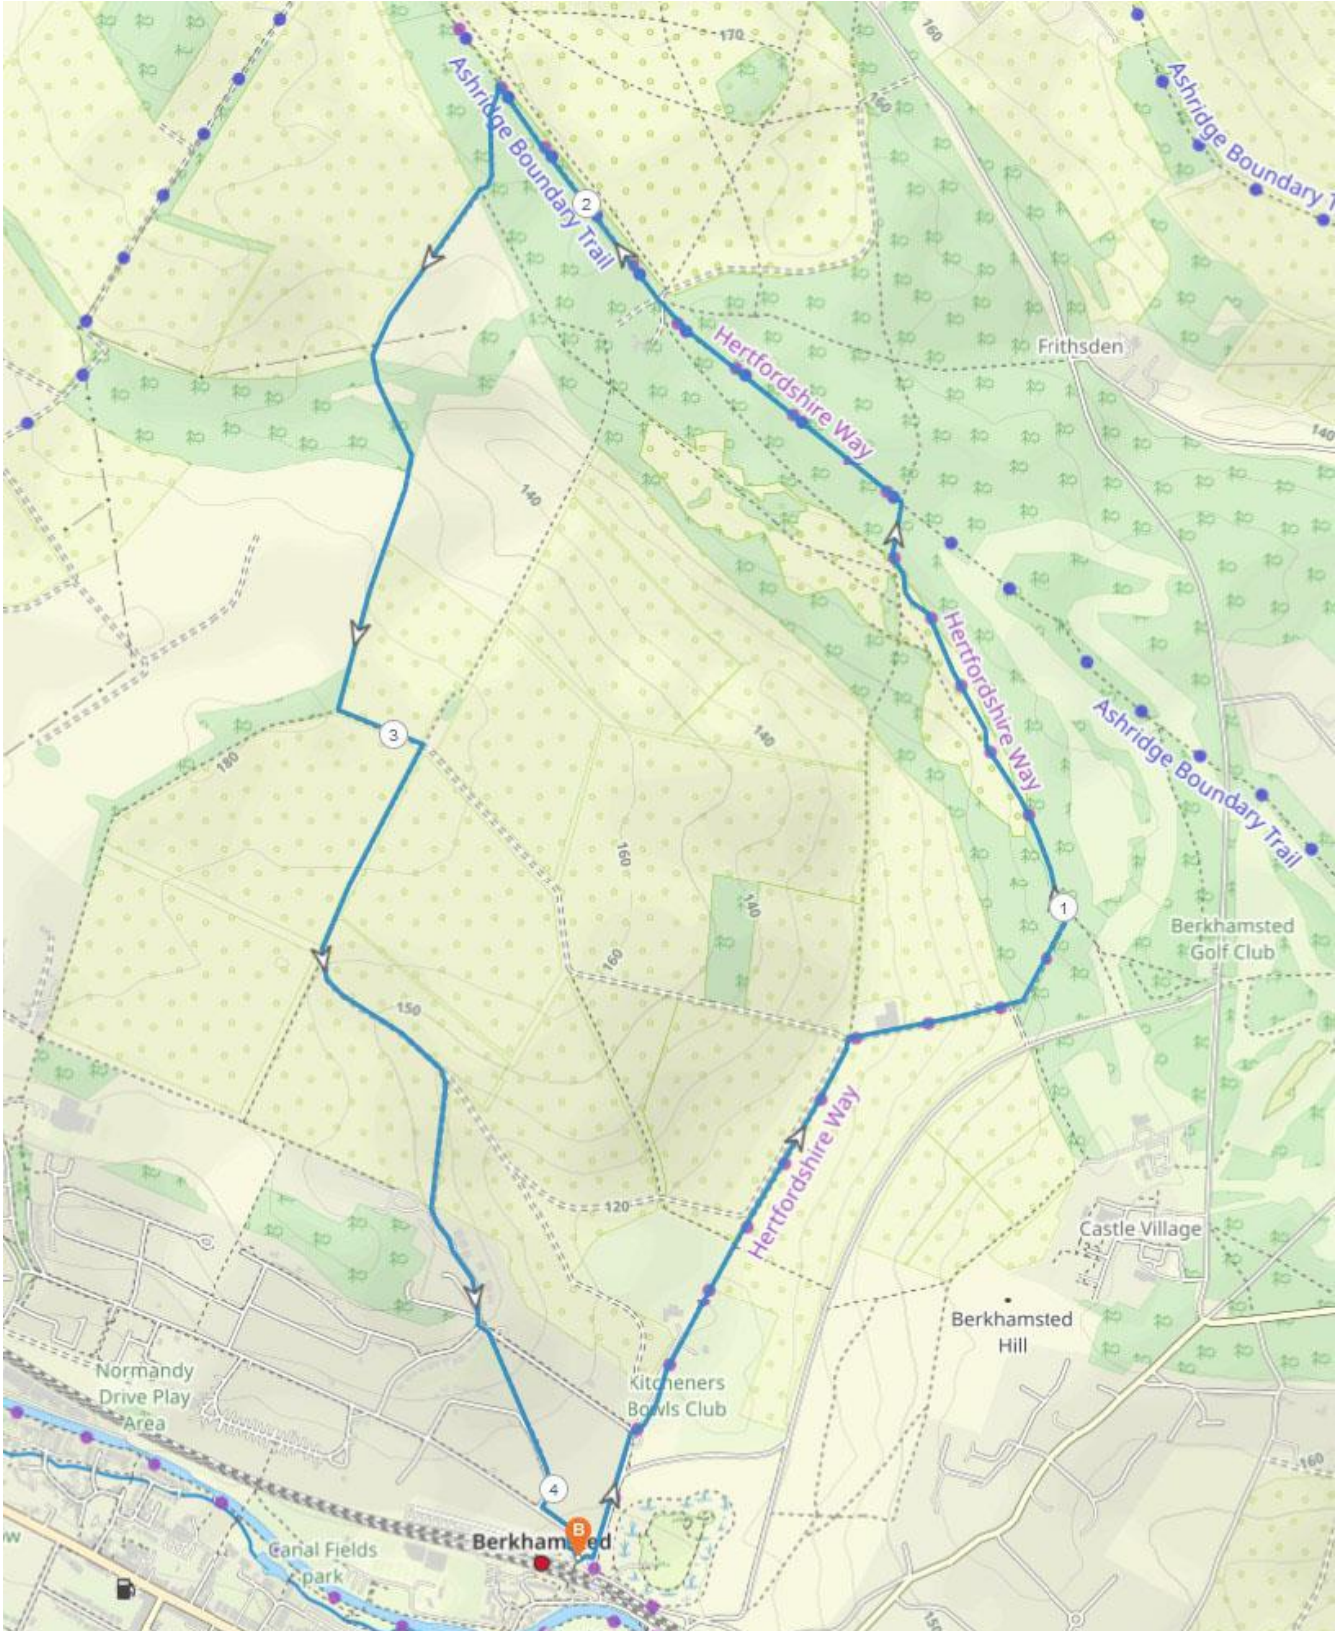 170
160
Ashridge Boundary Trail
Ashridge Boundary T
160
2
Hertfordshire Way
Frithsden
140
140
Hertfordshire Way
Ashridge Boundary Trail
3
140
180
160
140
1
Berkhamsted
Golf Club
160
150
Hertfordshire Way
120
Castle Village
Berkhamsted
Hill
Normandy
Drive Play
Area
Kitcheners
Bowls Club
160
4
B
Berkhamsted
Canal Fields
park
w
150